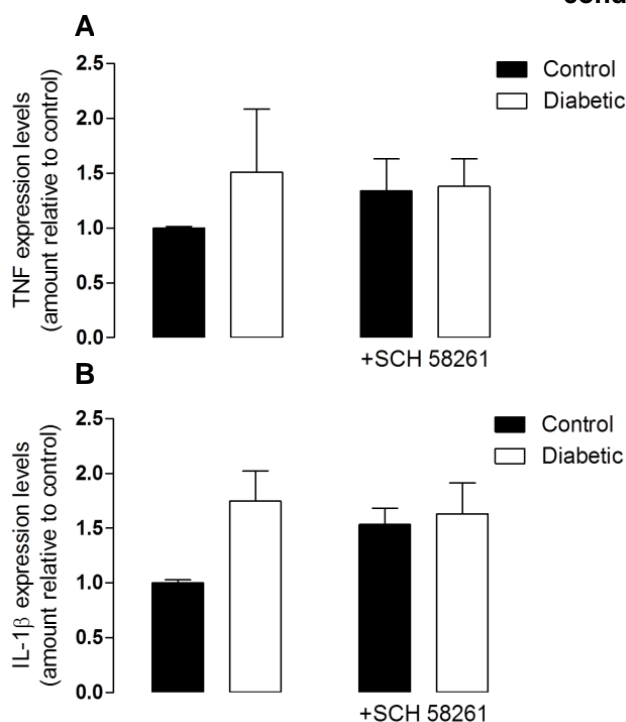 A
TNF expression levels
(amount relative to control)
2.5
2.0
1.5
1.0
0.5
0.0
Control
Diabetic
+SCH 58261
B
IL-1β expression levels
(amount relative to control)
2.5
2.0
1.5
1.0
0.5
0.0
Control
Diabetic
+SCH 58261